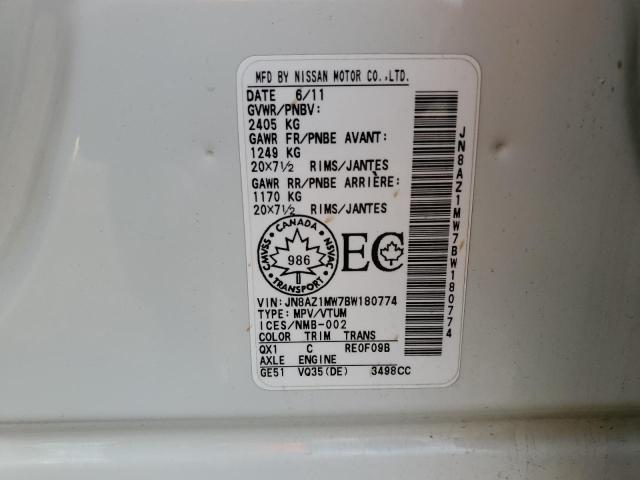 MFD BY NISSAN MOTOR CO.,LTD.
DATE 6/11
GVWR/PNBV:
2405 KG
GAWR FR/PNBE AVANT:
1249 KG
20×7½ RIMS/JANTES
GAWR RR/PNBE ARRIÈRE:
1170 KG
20×7½ RIMS/JANTES
CANADA
CMVSS 986 NSVAC
TRANSPORT
EC
VIN: JN8AZ1MW7BW180774
TYPE: MPV/VTUM
ICES/NMB-002
COLOR TRIM TRANS
QX1 C RE0F09B
AXLE ENGINE
GE51 VQ35(DE) 3498CC
JN8AZ1MW7BW180774